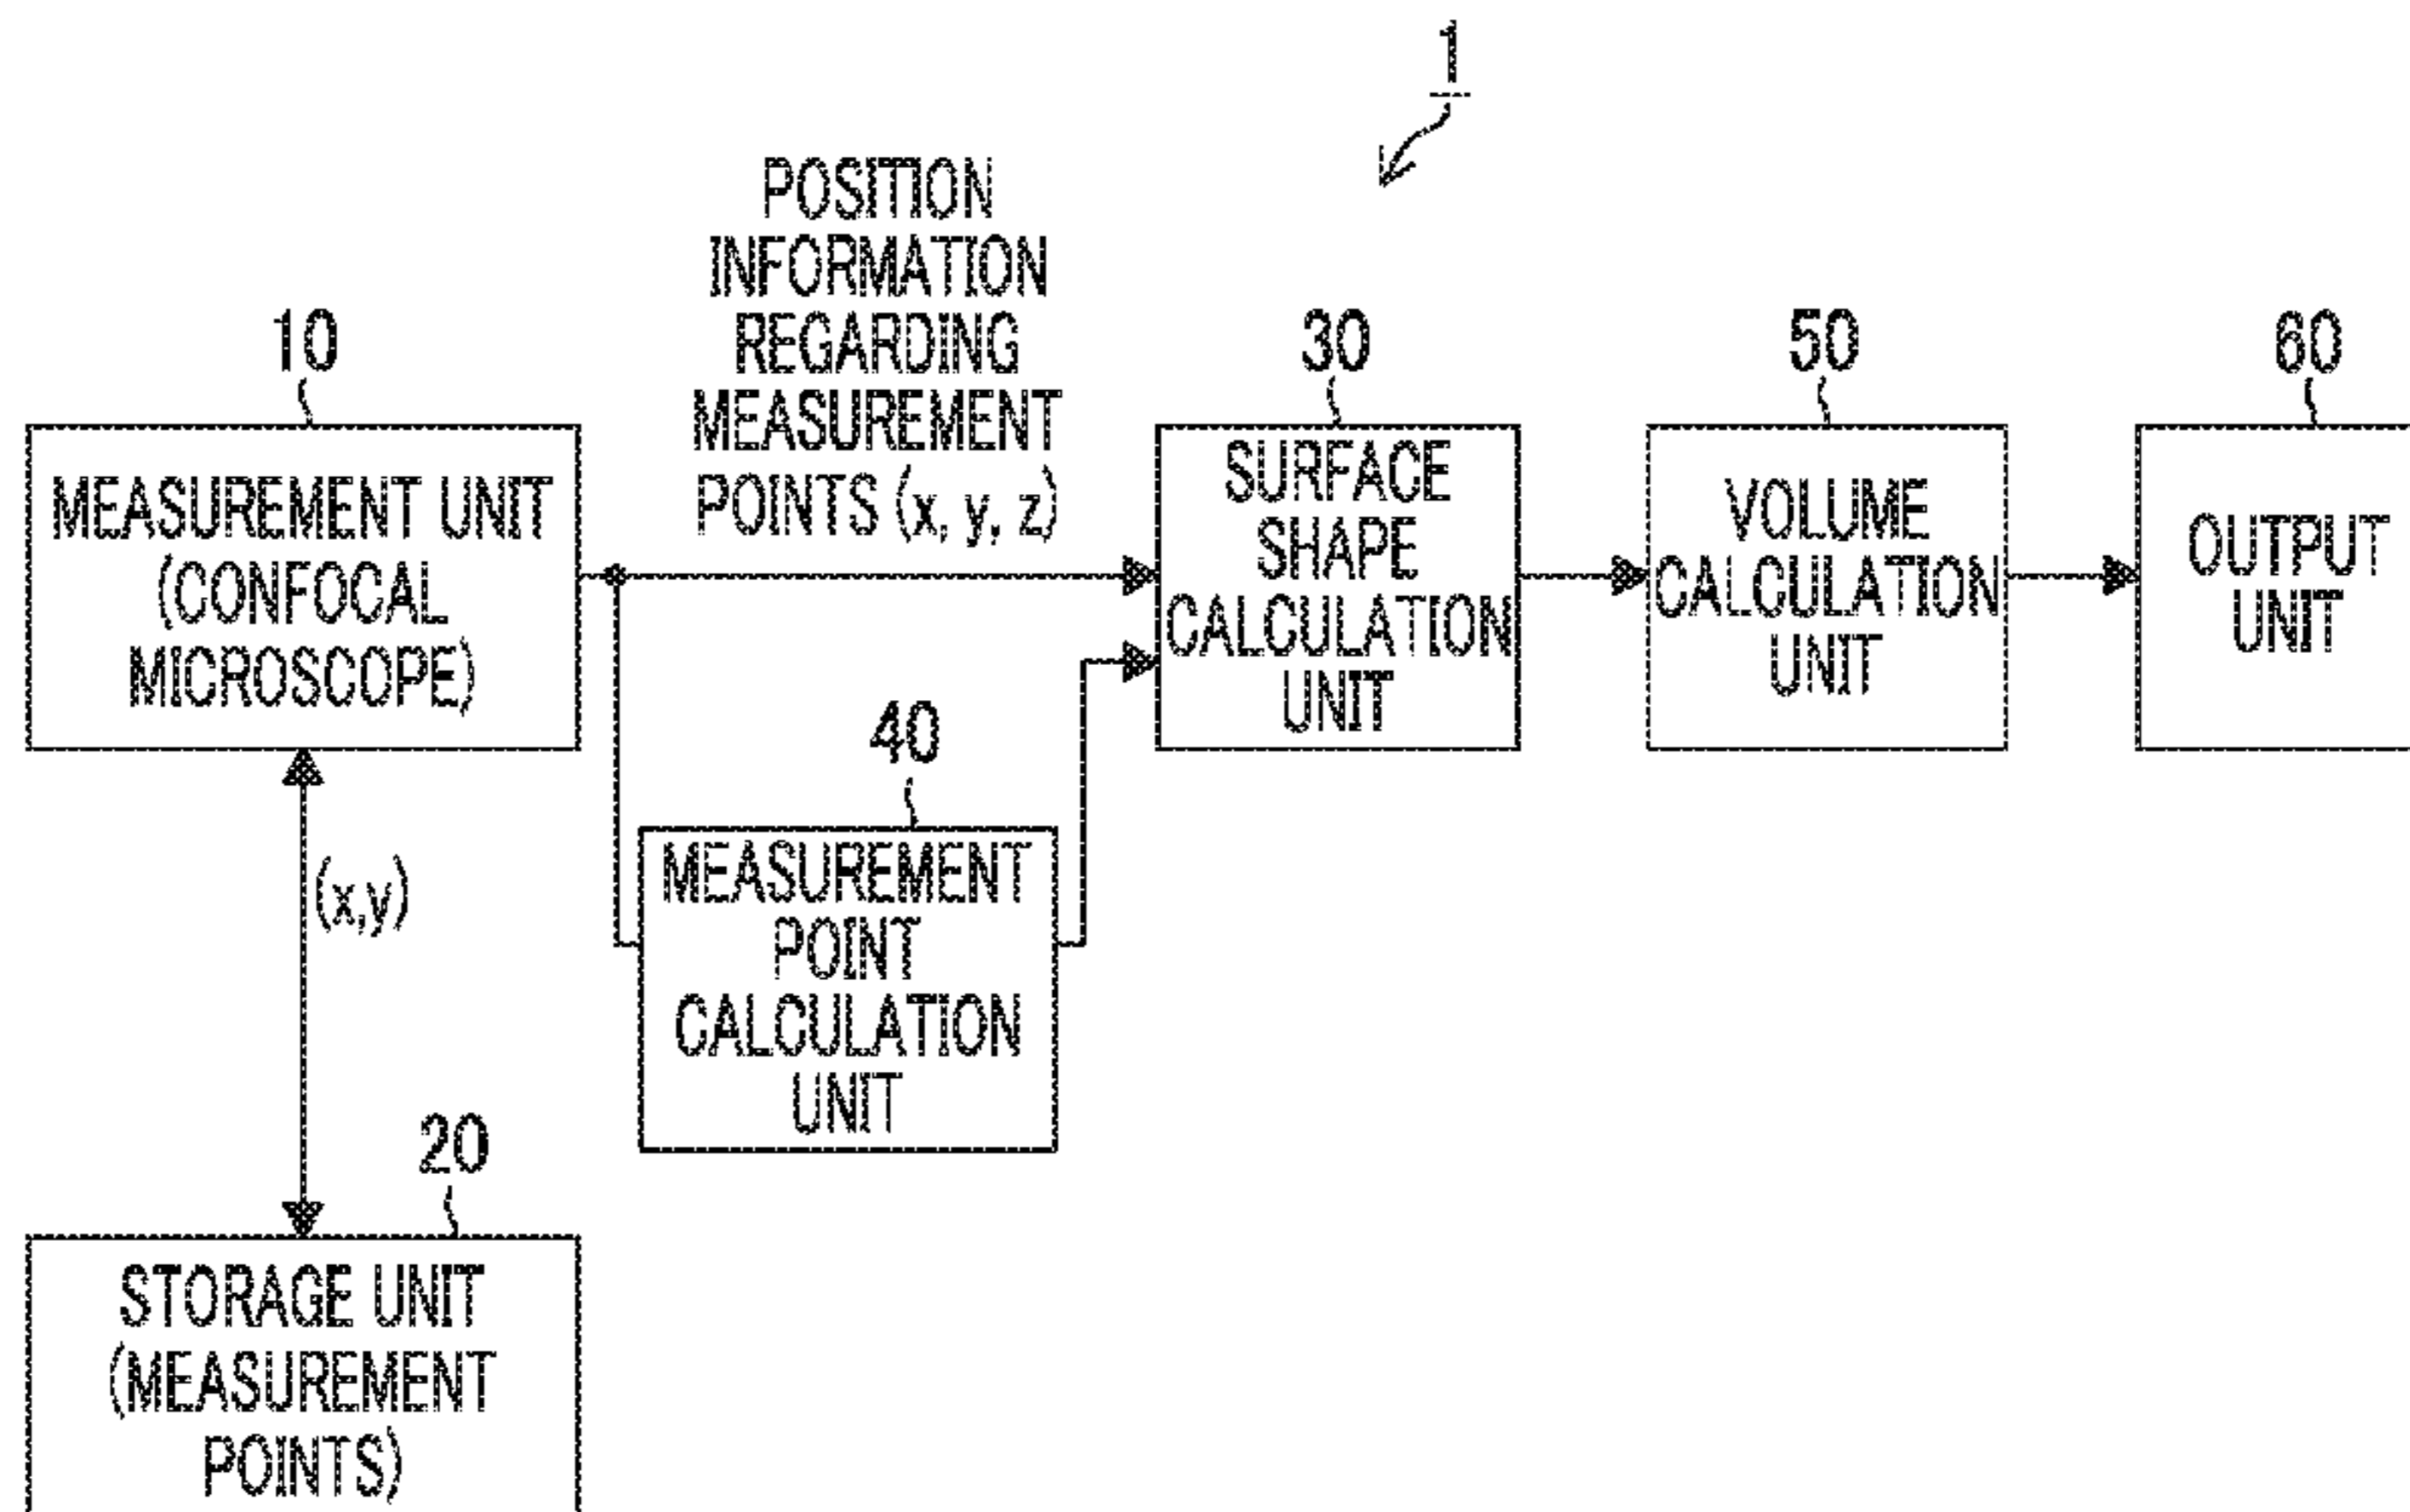 1
POSITION
INFORMATION
REGARDING
MEASUREMENT
POINTS (x, y, z)
10
MEASUREMENT UNIT
(CONFOCAL
MICROSCOPE)
30
SURFACE
SHAPE
CALCULATION
UNIT
50
VOLUME
CALCULATION
UNIT
60
OUTPUT
UNIT
40
MEASUREMENT
POINT
CALCULATION
UNIT
(x,y)
20
STORAGE UNIT
(MEASUREMENT
POINTS)